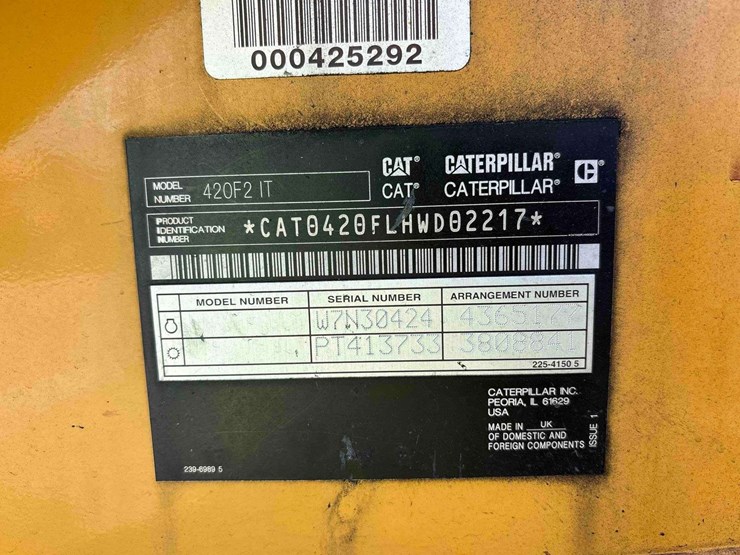 000425292
CAT® CATERPILLAR®
CAT® CATERPILLAR®
MODEL NUMBER 420F2 IT
PRODUCT IDENTIFICATION NUMBER *CAT0420FLHWD02217*
MODEL NUMBER SERIAL NUMBER ARRANGEMENT NUMBER
W7N30424
PT413733 3808841
225-4150 5
CATERPILLAR INC.
PEORIA, IL 61629
USA
MADE IN UK
OF DOMESTIC AND
FOREIGN COMPONENTS
ISSUE 1
239-6989 5